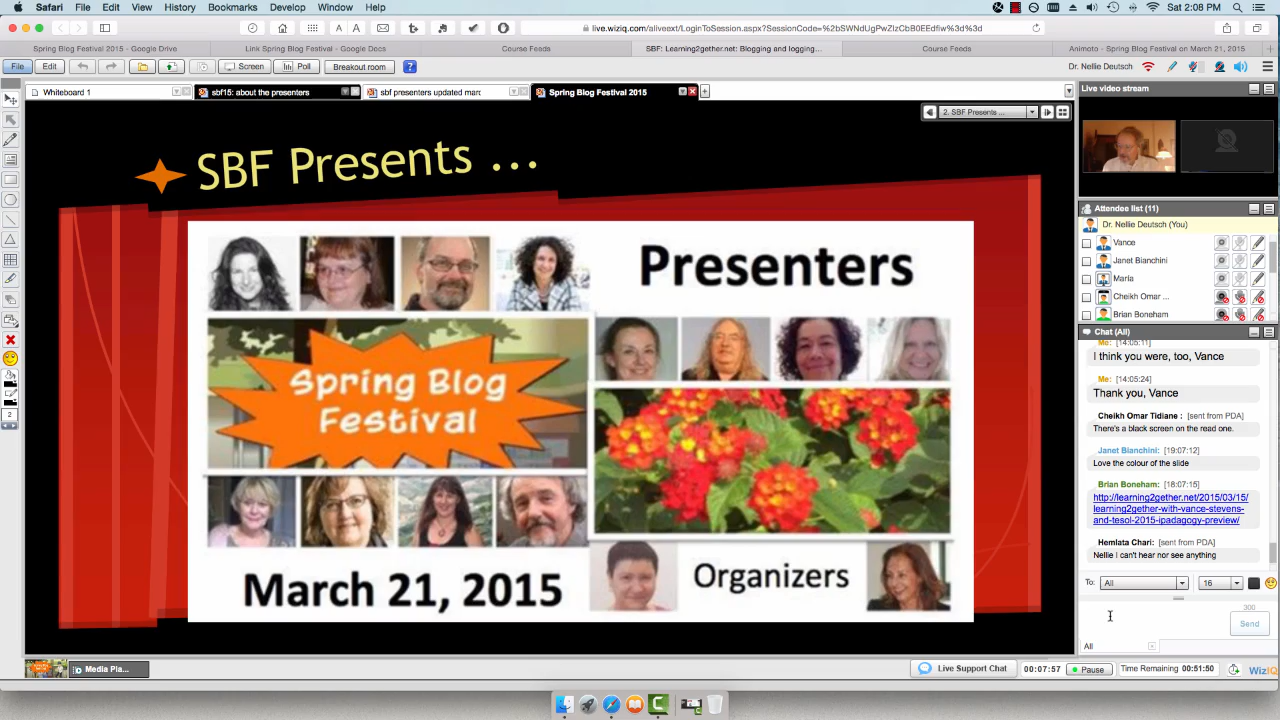 Safari File Edit View History Bookmarks Develop Window Help
Sat 2:08 PM
live.wiziq.com/aliveext/LoginToSession.aspx?SessionCode=%2bSWNdUgPwZIzCbB0EEdfiw%3d%3d
Spring Blog Festival 2015 - Google Drive
Link Spring Blog Festival - Google Docs
Course Feeds
SBF: Learning2gether.net: Blogging and logging...
Course Feeds
Animoto - Spring Blog Festival on March 21, 2015
File Edit Screen Poll Breakout room ?
Dr. Nellie Deutsch
Whiteboard 1
sbf15: about the presenters
sbf presenters updated marc
Spring Blog Festival 2015
2. SBF Presents ...
SBF Presents ...
Presenters
Spring Blog
Festival
March 21, 2015
Organizers
Live video stream
Attendee list (11)
Dr. Nellie Deutsch (You)
Vance
Janet Bianchini
Maria
Cheikh Omar ...
Brian Boneham
Chat (All)
Me: [14:05:11]
I think you were, too, Vance
Me: [14:05:24]
Thank you, Vance
Cheikh Omar Tidiane : [sent from PDA]
There's a black screen on the read one.
Janet Bianchini: [19:07:12]
Love the colour of the slide
Brian Boneham: [18:07:15]
http://learning2gether.net/2015/03/15/
learning2gether-with-vance-stevens-
and-tesol-2015-ipadagogy-preview/
Hemlata Chari: [sent from PDA]
Nellie I can't hear nor see anything
To: All 16
300
Send
All
2
Media Pla...
Live Support Chat
00:07:57
Pause
Time Remaining 00:51:50
WizIQ